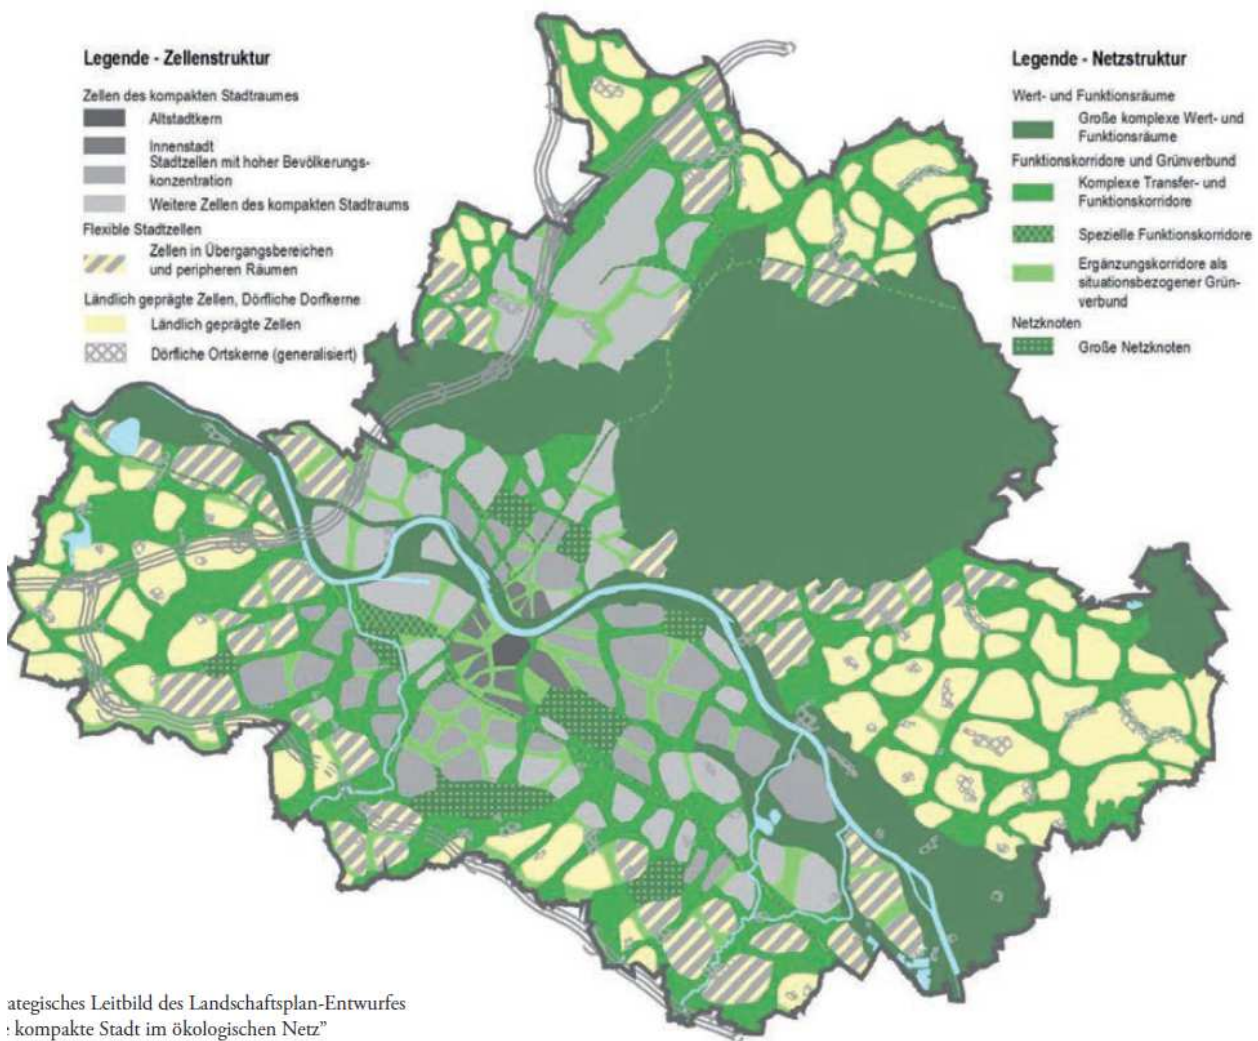 Legende - Zellenstruktur
Zellen des kompakten Stadtraumes
Altstadtkern
Innenstadt
Stadtzellen mit hoher Bevölkerungs-
konzentration
Weitere Zellen des kompakten Stadtraums
Flexible Stadtzellen
Zellen in Übergangsbereichen
und peripheren Räumen
Ländlich geprägte Zellen, Dörfliche Dorfkerne
Ländlich geprägte Zellen
Dörfliche Ortskerne (generalisiert)
Legende - Netzstruktur
Wert- und Funktionsräume
Große komplexe Wert- und
Funktionsräume
Funktionskorridore und Grünverbund
Komplexe Transfer- und
Funktionskorridore
Spezielle Funktionskorridore
Ergänzungskorridore als
situationsbezogener Grün-
verbund
Netzknoten
Große Netzknoten
ategisches Leitbild des Landschaftsplan-Entwurfes
kompakte Stadt im ökologischen Netz”